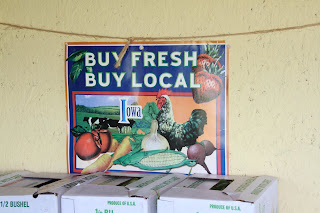 BUY FRESH
BUY LOCAL
Iowa
1/2 BUSHEL
PRODUCE OF U.S.A.
PRODUCE OF U.S.A.